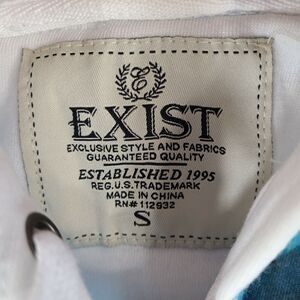 E
EXIST
EXCLUSIVE STYLE AND FABRICS
GUARANTEED QUALITY
ESTABLISHED 1995
REG. U.S. TRADEMARK
MADE IN CHINA
RN# 112932
S